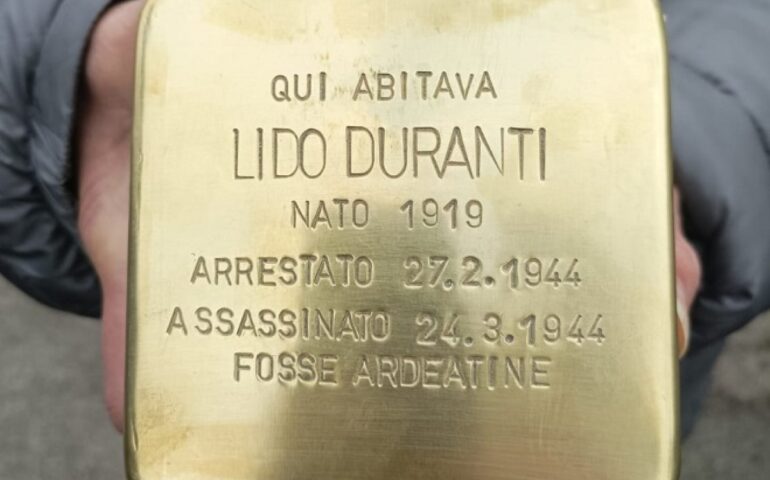 QUI ABITAVA
LIDO DURANTI
NATO 1919
ARRESTATO 27.2.1944
ASSASSINATO 24.3.1944
FOSSE ARDEATINE